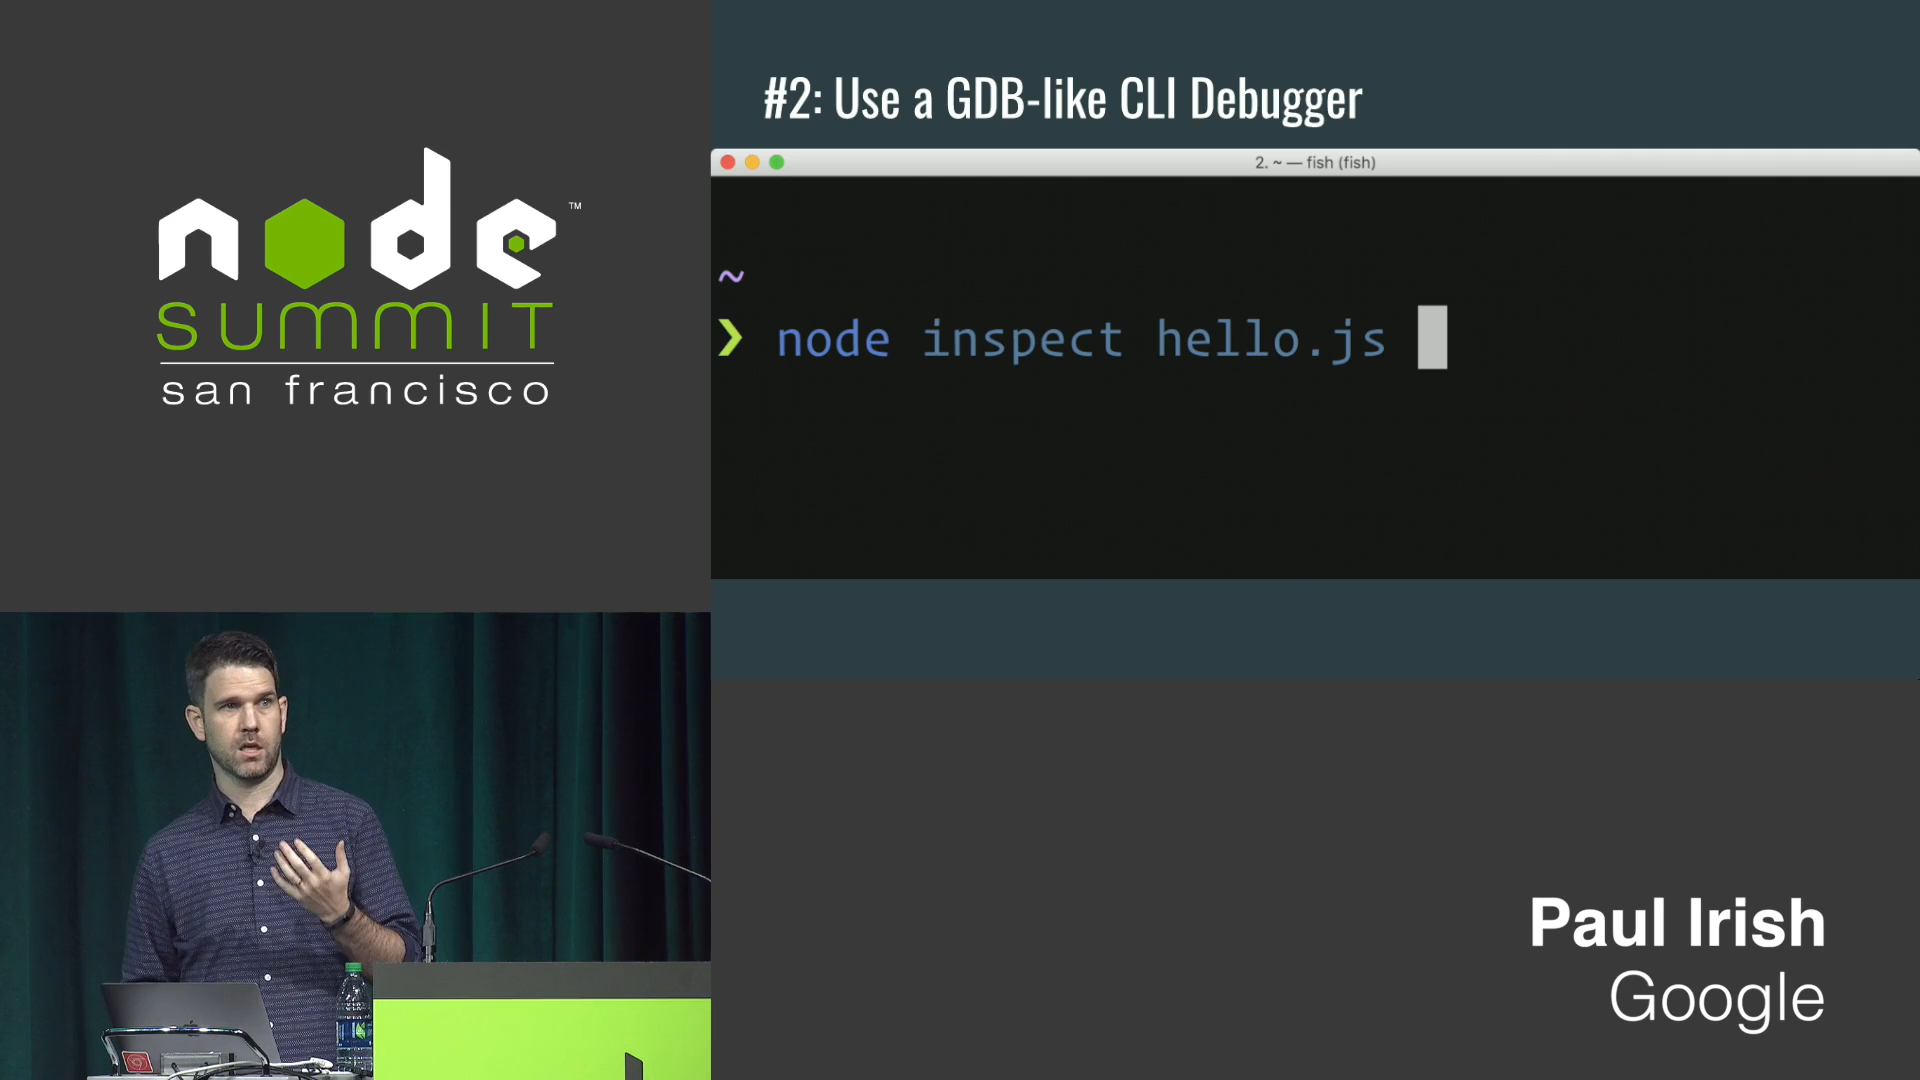 node™
SUMMIT
san francisco
#2: Use a GDB-like CLI Debugger
2. ~ — fish (fish)
~
❯ node inspect hello.js
Paul Irish
Google